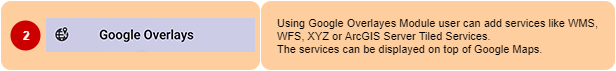 2
Google Overlays
Using Google Overlayes Module user can add services like WMS,
WFS, XYZ or ArcGIS Server Tiled Services.
The services can be displayed on top of Google Maps.